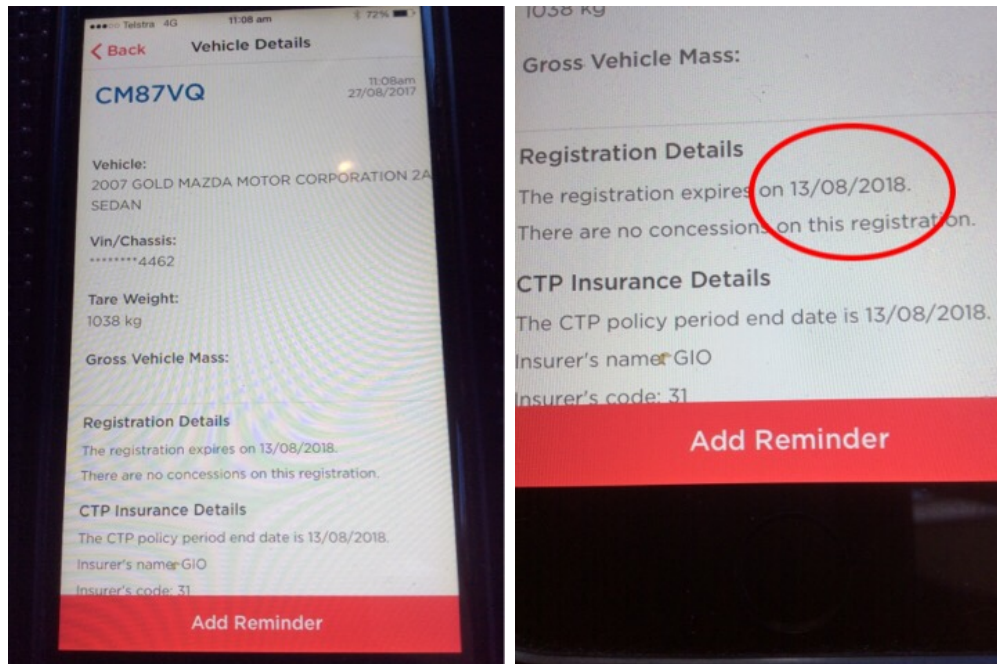 Telstra 4G 11:08 am 72%
Back Vehicle Details
CM87VQ
11:08am
27/08/2017
Vehicle:
2007 GOLD MAZDA MOTOR CORPORATION 2A
SEDAN
Vin/Chassis:
********4462
Tare Weight:
1038 kg
Gross Vehicle Mass:
Registration Details
The registration expires on 13/08/2018.
There are no concessions on this registration.
CTP Insurance Details
The CTP policy period end date is 13/08/2018.
Insurer's name: GIO
Insurer's code: 31
Add Reminder
1038 kg
Gross Vehicle Mass:
Registration Details
The registration expires on 13/08/2018.
There are no concessions on this registration.
CTP Insurance Details
The CTP policy period end date is 13/08/2018.
Insurer's name: GIO
Insurer's code: 31
Add Reminder